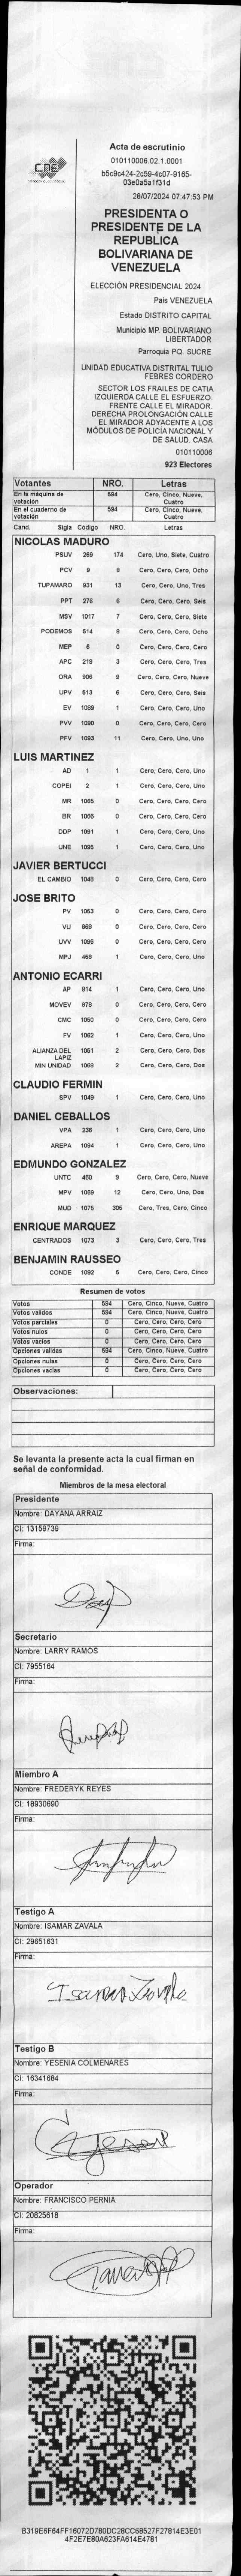 cne
Acta de escrutinio
010110006.02.1.0001
b5c9c424-2c59-4c07-9165-
03e0a5a1f31d
28/07/2024 07:47:53 PM
PRESIDENTA O
PRESIDENTE DE LA
REPUBLICA
BOLIVARIANA DE
VENEZUELA
ELECCIÓN PRESIDENCIAL 2024
Pais VENEZUELA
Estado DISTRITO CAPITAL
Municipio MP. BOLIVARIANO
LIBERTADOR
Parroquia PQ. SUCRE
UNIDAD EDUCATIVA DISTRITAL TULIO
FEBRES CORDERO
SECTOR LOS FRAILES DE CATIA
IZQUIERDA CALLE EL ESFUERZO.
FRENTE CALLE EL MIRADOR.
DERECHA PROLONGACIÓN CALLE
EL MIRADOR ADYACENTE A LOS
MÓDULOS DE POLICÍA NACIONAL Y
DE SALUD. CASA
010110006
923 Electores
Votantes NRO. Letras
En la máquina de votación 594 Cero, Cinco, Nueve, Cuatro
En el cuaderno de votación 594 Cero, Cinco, Nueve, Cuatro
Cand. Sigla Código NRO. Letras
NICOLAS MADURO
PSUV 269 174 Cero, Uno, Siete, Cuatro
PCV 9 8 Cero, Cero, Cero, Ocho
TUPAMARO 931 13 Cero, Cero, Uno, Tres
PPT 276 6 Cero, Cero, Cero, Seis
MSV 1017 7 Cero, Cero, Cero, Siete
PODEMOS 514 8 Cero, Cero, Cero, Ocho
MEP 6 0 Cero, Cero, Cero, Cero
APC 219 3 Cero, Cero, Cero, Tres
ORA 906 9 Cero, Cero, Cero, Nueve
UPV 513 6 Cero, Cero, Cero, Seis
EV 1089 1 Cero, Cero, Cero, Uno
PVV 1090 0 Cero, Cero, Cero, Cero
PFV 1093 11 Cero, Cero, Uno, Uno
LUIS MARTINEZ
AD 1 1 Cero, Cero, Cero, Uno
COPEI 2 1 Cero, Cero, Cero, Uno
MR 1065 0 Cero, Cero, Cero, Cero
BR 1066 0 Cero, Cero, Cero, Cero
DDP 1091 1 Cero, Cero, Cero, Uno
UNE 1095 1 Cero, Cero, Cero, Uno
JAVIER BERTUCCI
EL CAMBIO 1048 0 Cero, Cero, Cero, Cero
JOSE BRITO
PV 1053 0 Cero, Cero, Cero, Cero
VU 868 0 Cero, Cero, Cero, Cero
UVV 1096 0 Cero, Cero, Cero, Cero
MPJ 458 1 Cero, Cero, Cero, Uno
ANTONIO ECARRI
AP 814 1 Cero, Cero, Cero, Uno
MOVEV 878 0 Cero, Cero, Cero, Cero
CMC 1050 0 Cero, Cero, Cero, Cero
FV 1062 1 Cero, Cero, Cero, Uno
ALIANZA DEL LAPIZ 1051 2 Cero, Cero, Cero, Dos
MIN UNIDAD 1068 2 Cero, Cero, Cero, Dos
CLAUDIO FERMIN
SPV 1049 1 Cero, Cero, Cero, Uno
DANIEL CEBALLOS
VPA 236 1 Cero, Cero, Cero, Uno
AREPA 1094 1 Cero, Cero, Cero, Uno
EDMUNDO GONZALEZ
UNTC 460 9 Cero, Cero, Cero, Nueve
MPV 1069 12 Cero, Cero, Uno, Dos
MUD 1075 305 Cero, Tres, Cero, Cinco
ENRIQUE MARQUEZ
CENTRADOS 1073 3 Cero, Cero, Cero, Tres
BENJAMIN RAUSSEO
CONDE 1092 5 Cero, Cero, Cero, Cinco
Resumen de votos
Votos 594 Cero, Cinco, Nueve, Cuatro
Votos validos 594 Cero, Cinco, Nueve, Cuatro
Votos parciales 0 Cero, Cero, Cero, Cero
Votos nulos 0 Cero, Cero, Cero, Cero
Votos vacios 0 Cero, Cero, Cero, Cero
Opciones validas 594 Cero, Cinco, Nueve, Cuatro
Opciones nulas 0 Cero, Cero, Cero, Cero
Opciones vacias 0 Cero, Cero, Cero, Cero
Observaciones:
Se levanta la presente acta la cual firman en
señal de conformidad.
Miembros de la mesa electoral
Presidente
Nombre: DAYANA ARRAIZ
CI: 13159739
Firma:
Secretario
Nombre: LARRY RAMOS
CI: 7955164
Firma:
Miembro A
Nombre: FREDERYK REYES
CI: 18930690
Firma:
Testigo A
Nombre: ISAMAR ZAVALA
CI: 29651631
Firma:
Isamar Zavala
Testigo B
Nombre: YESENIA COLMENARES
CI: 16341684
Firma:
Operador
Nombre: FRANCISCO PERNIA
CI: 20825618
Firma:
B319E6F64FF16072D780DC28CC68527F27814E3E01
4F2E7E80A623FA614E4781